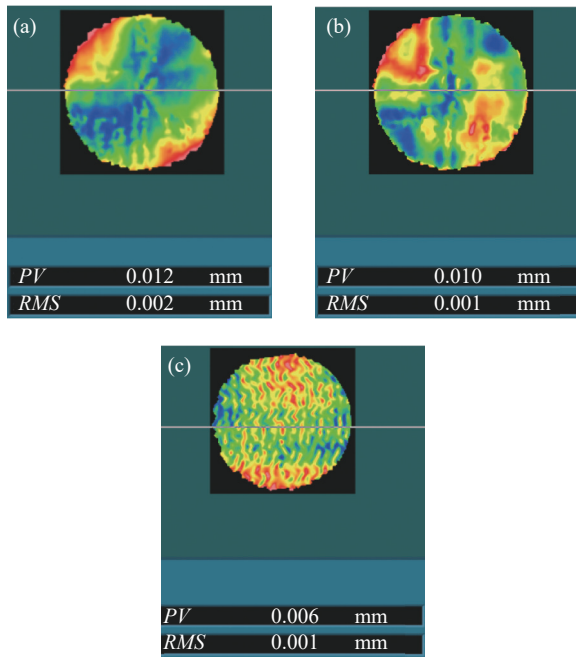 (a)
PV 0.012 mm
RMS 0.002 mm
(b)
PV 0.010 mm
RMS 0.001 mm
(c)
PV 0.006 mm
RMS 0.001 mm